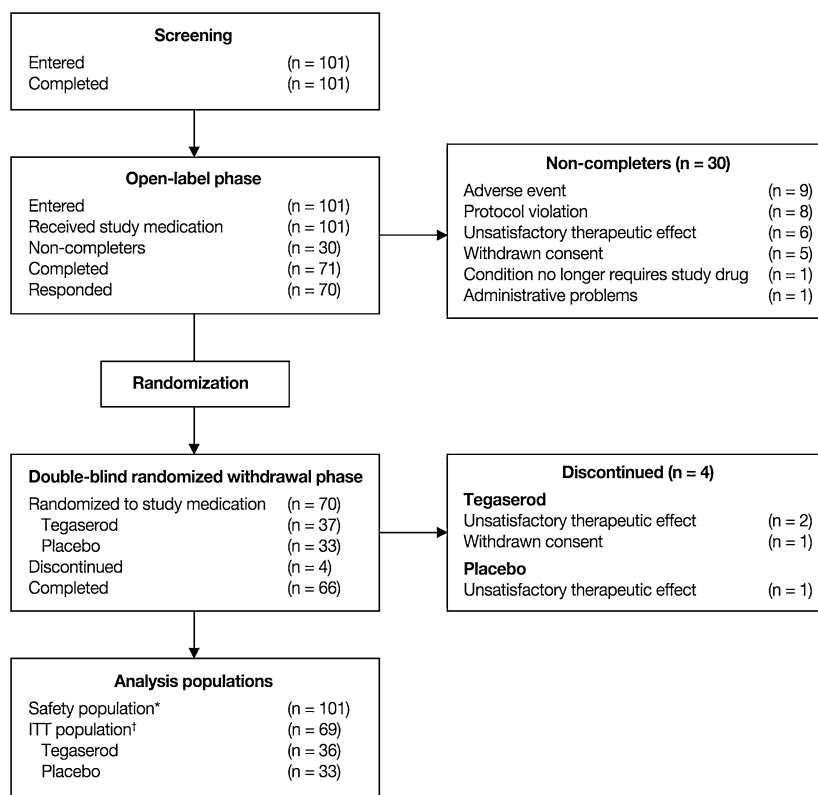 Screening
Entered (n = 101)
Completed (n = 101)
Open-label phase
Entered (n = 101)
Received study medication (n = 101)
Non-completers (n = 30)
Completed (n = 71)
Responded (n = 70)
Non-completers (n = 30)
Adverse event (n = 9)
Protocol violation (n = 8)
Unsatisfactory therapeutic effect (n = 6)
Withdrawn consent (n = 5)
Condition no longer requires study drug (n = 1)
Administrative problems (n = 1)
Randomization
Double-blind randomized withdrawal phase
Randomized to study medication (n = 70)
Tegaserod (n = 37)
Placebo (n = 33)
Discontinued (n = 4)
Completed (n = 66)
Discontinued (n = 4)
Tegaserod
Unsatisfactory therapeutic effect (n = 2)
Withdrawn consent (n = 1)
Placebo
Unsatisfactory therapeutic effect (n = 1)
Analysis populations
Safety population* (n = 101)
ITT population† (n = 69)
Tegaserod (n = 36)
Placebo (n = 33)